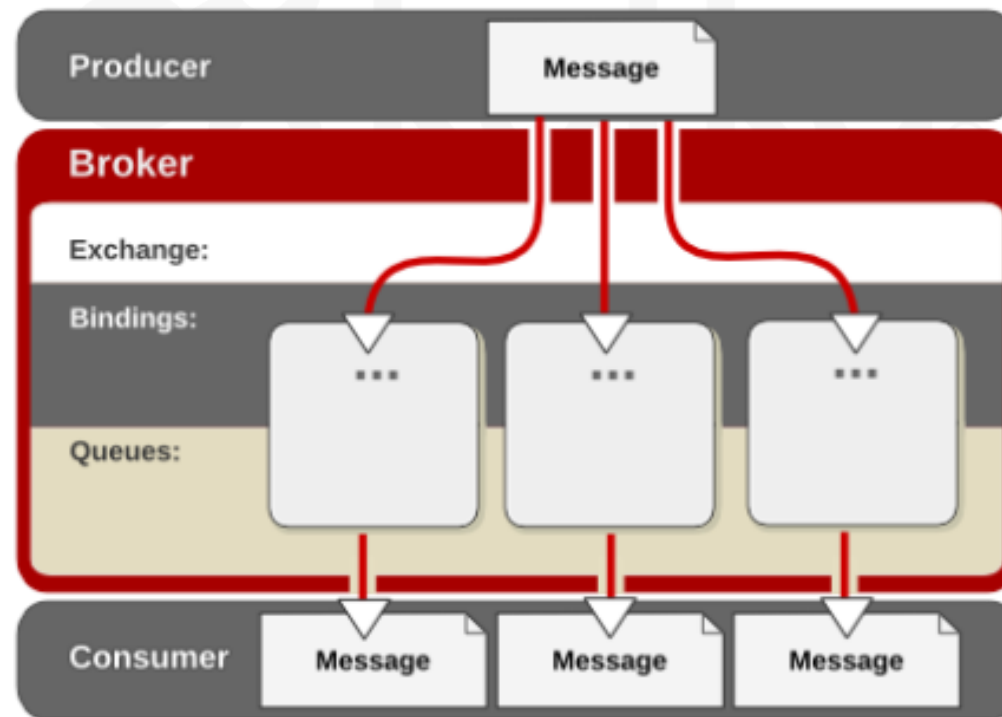 Producer
Message
Broker
Exchange:
Bindings:
...
...
...
Queues:
Consumer
Message
Message
Message